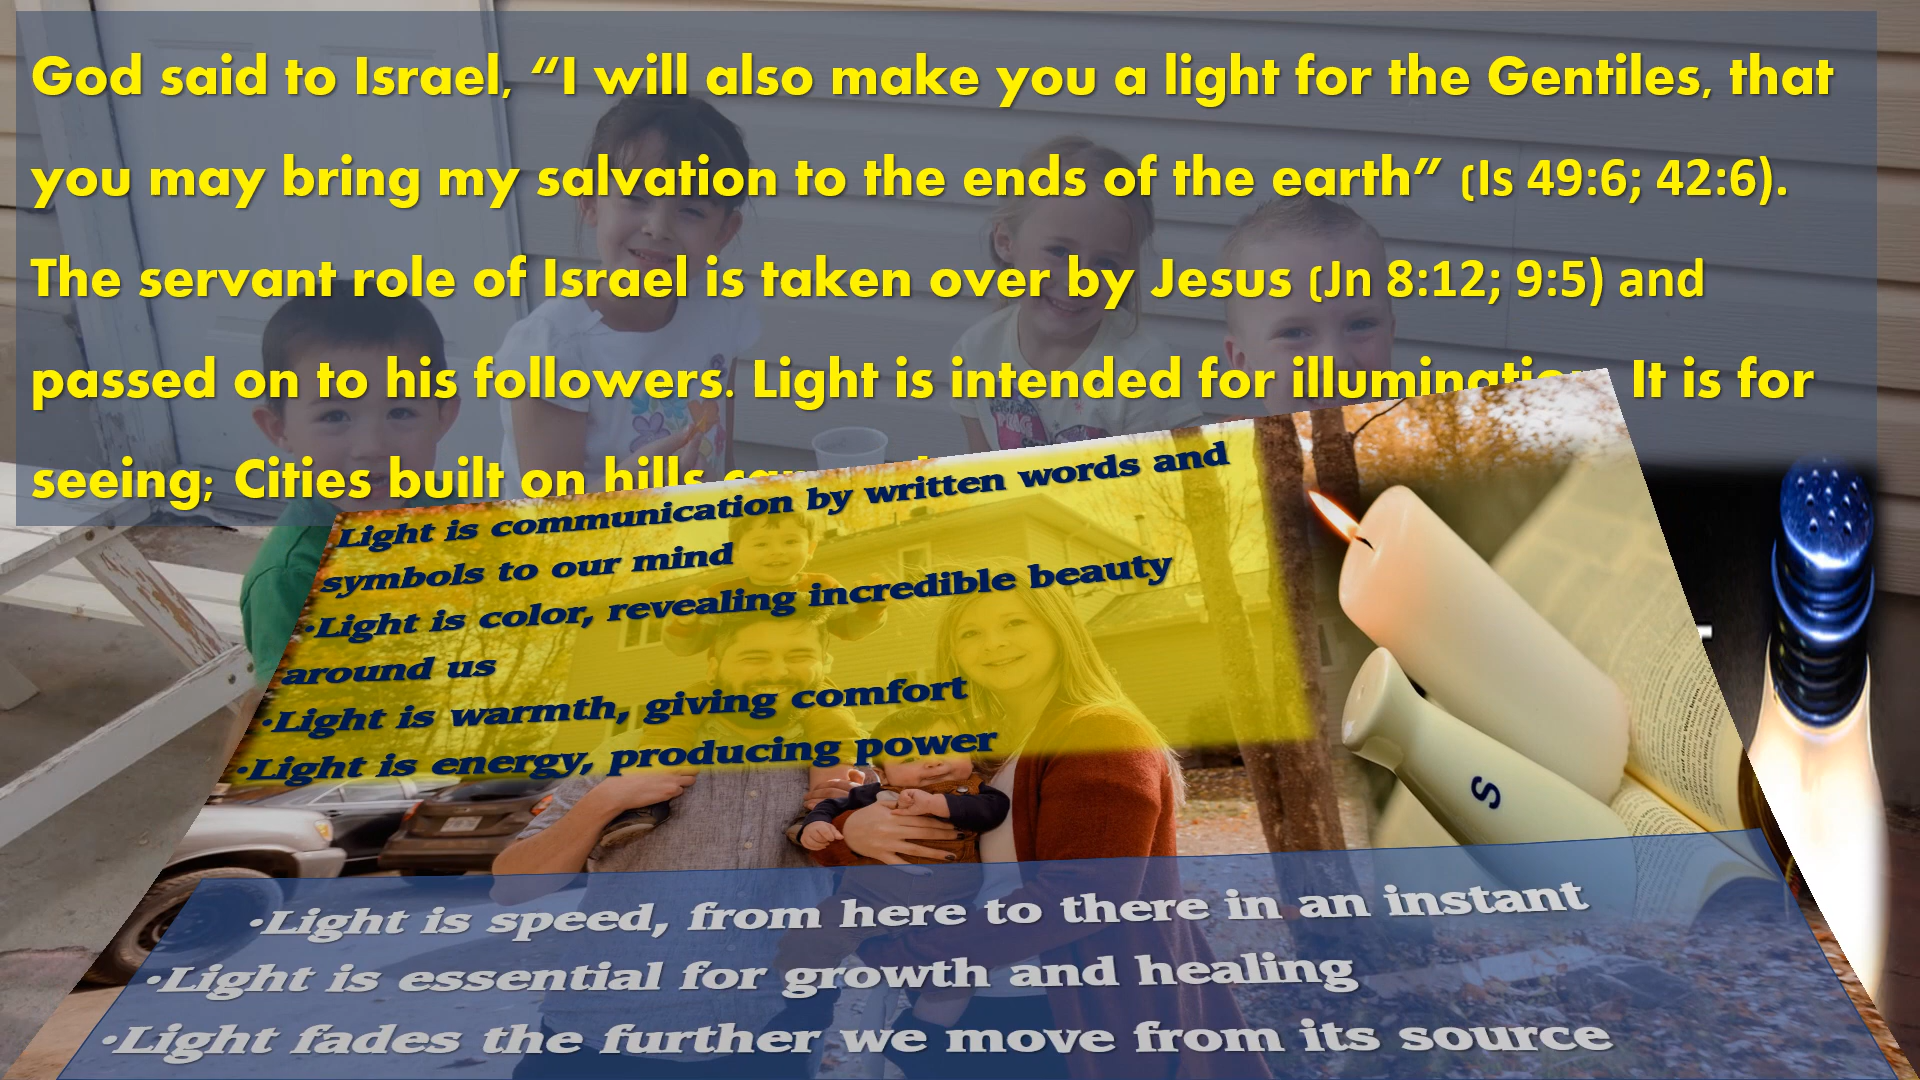 God said to Israel, “I will also make you a light for the Gentiles, that
you may bring my salvation to the ends of the earth” (Is 49:6; 42:6).
The servant role of Israel is taken over by Jesus (Jn 8:12; 9:5) and
passed on to his followers. Light is intended for illumination. It is for
seeing; Cities built on hills
Light is communication by written words and
symbols to our mind
•Light is color, revealing incredible beauty
around us
•Light is warmth, giving comfort
•Light is energy, producing power
S
•Light is speed, from here to there in an instant
•Light is essential for growth and healing
•Light fades the further we move from its source